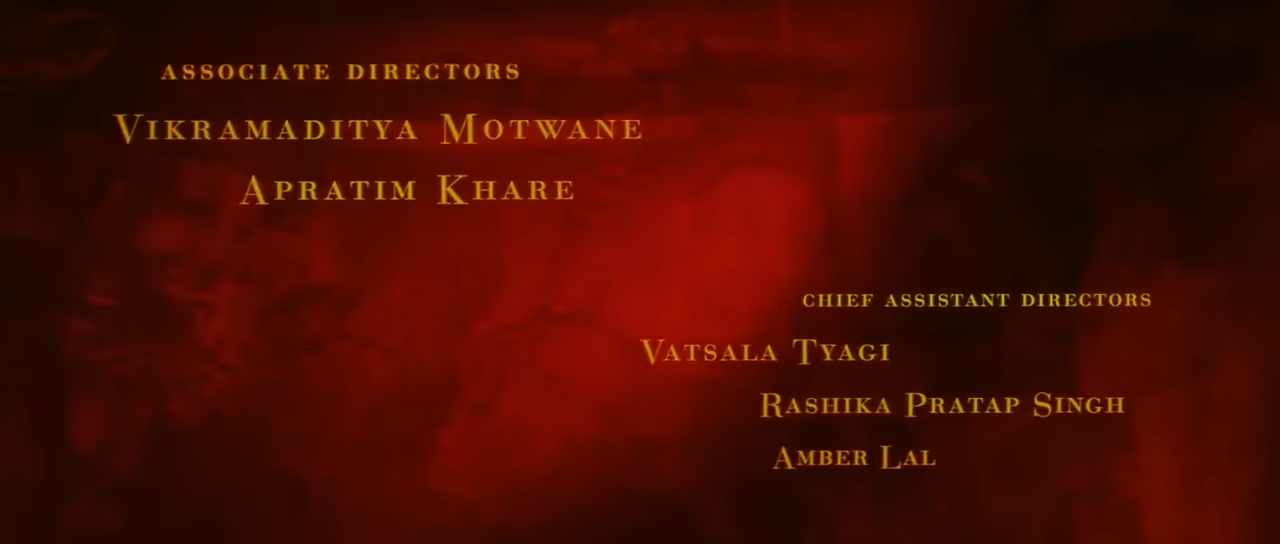 ASSOCIATE DIRECTORS
VIKRAMADITYA MOTWANE
APRATIM KHARE
CHIEF ASSISTANT DIRECTORS
VATSALA TYAGI
RASHIKA PRATAP SINGH
AMBER LAL